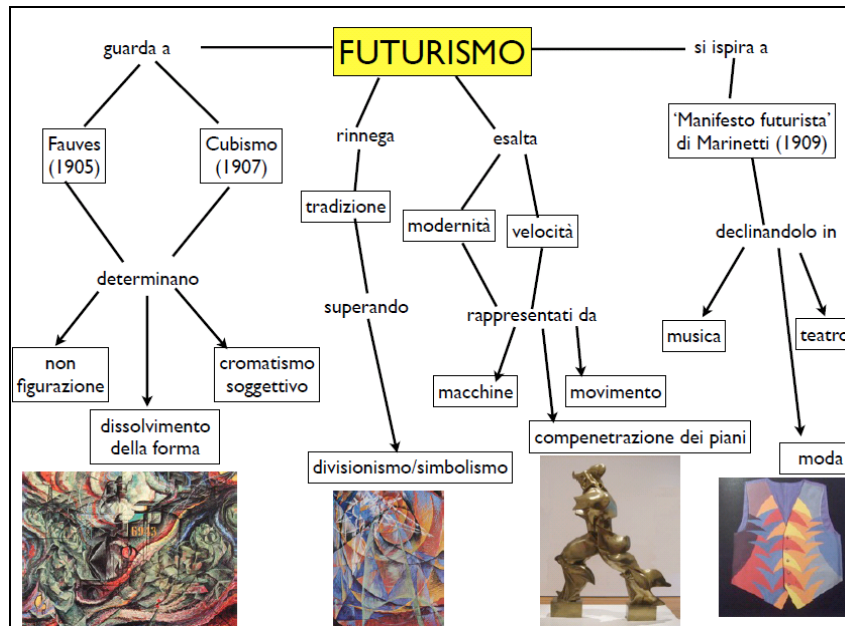 FUTURISMO
guarda a
si ispira a
Fauves
(1905)
Cubismo
(1907)
rinnega
esalta
'Manifesto futurista'
di Marinetti (1909)
tradizione
modernità
velocità
declinandolo in
determinano
superando
rappresentati da
musica
teatro
non
figurazione
cromatismo
soggettivo
macchine
movimento
dissolvimento
della forma
compenetrazione dei piani
divisionismo/simbolismo
moda
6943